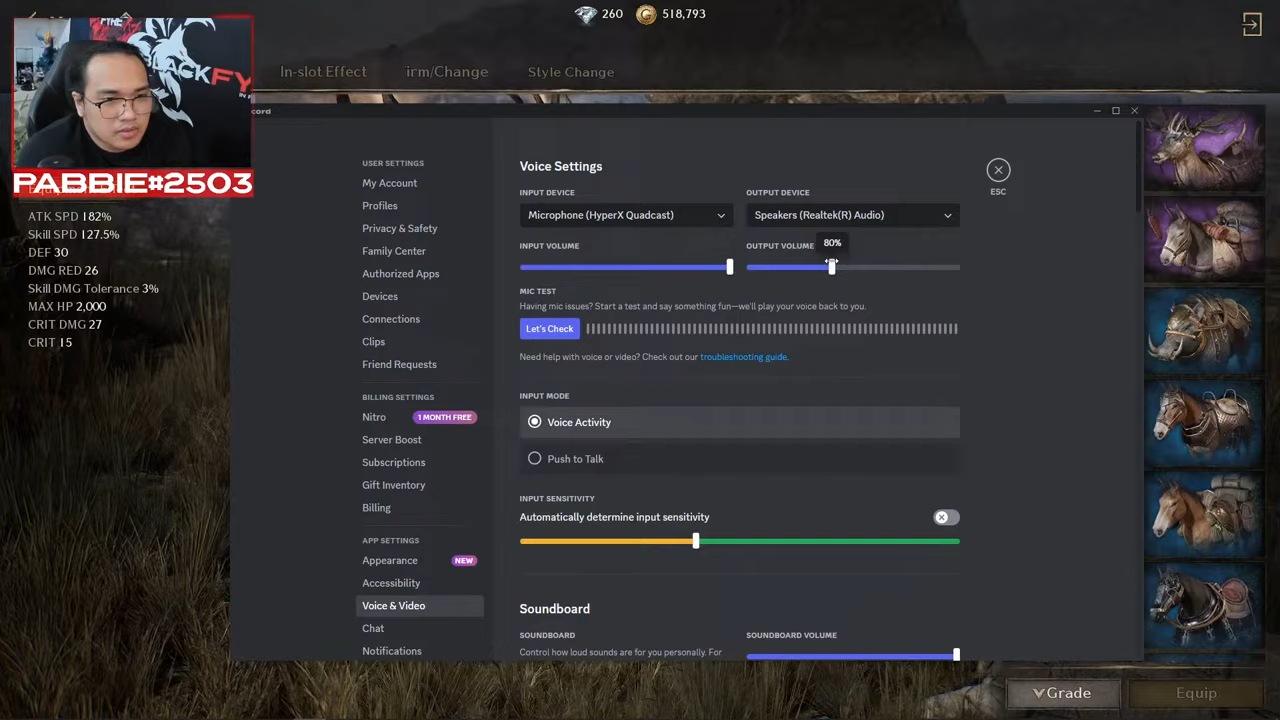 260 518,793
In-slot Effect irm/Change Style Change
BLACKFY
cord
PABBIE#2503
ATK SPD 182%
Skill SPD 127.5%
DEF 30
DMG RED 26
Skill DMG Tolerance 3%
MAX HP 2,000
CRIT DMG 27
CRIT 15
USER SETTINGS
My Account
Profiles
Privacy & Safety
Family Center
Authorized Apps
Devices
Connections
Clips
Friend Requests
BILLING SETTINGS
Nitro 1 MONTH FREE
Server Boost
Subscriptions
Gift Inventory
Billing
APP SETTINGS
Appearance NEW
Accessibility
Voice & Video
Chat
Notifications
Voice Settings
ESC
INPUT DEVICE OUTPUT DEVICE
Microphone (HyperX Quadcast) Speakers (Realtek(R) Audio)
INPUT VOLUME OUTPUT VOLUME 80%
MIC TEST
Having mic issues? Start a test and say something fun—we'll play your voice back to you.
Let's Check
Need help with voice or video? Check out our troubleshooting guide.
INPUT MODE
Voice Activity
Push to Talk
INPUT SENSITIVITY
Automatically determine input sensitivity
Soundboard
SOUNDBOARD SOUNDBOARD VOLUME
Control how loud sounds are for you personally. For
Grade Equip